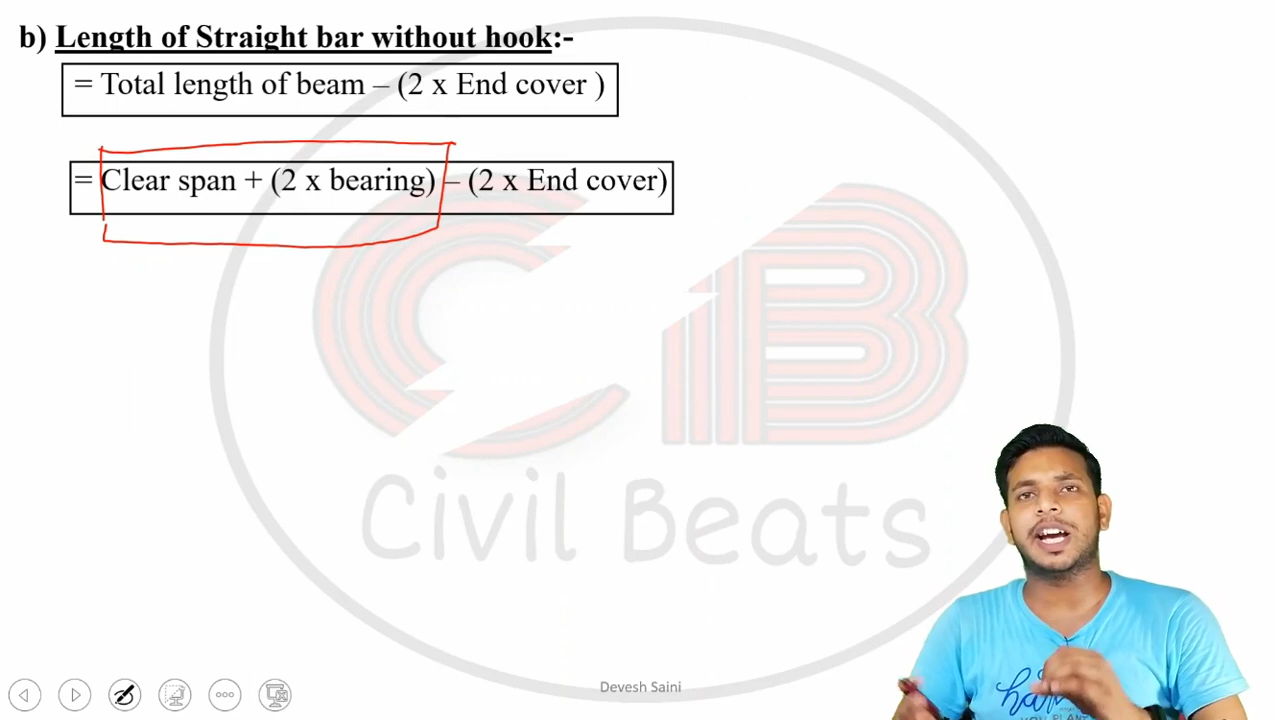 b) Length of Straight bar without hook:-
= Total length of beam – (2 x End cover )
= Clear span + (2 x bearing) – (2 x End cover)
CB
Civil Beats
Devesh Saini